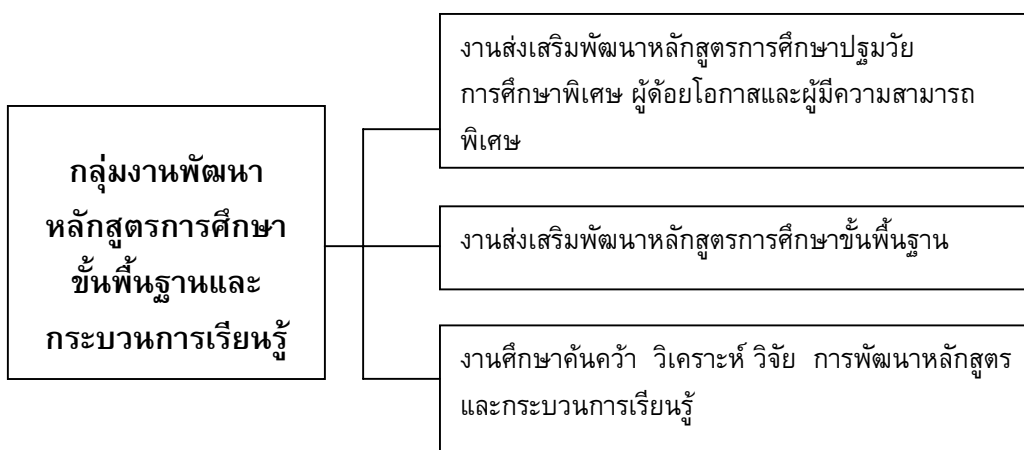 กลุ่มงานพัฒนา
หลักสูตรการศึกษา
ขั้นพื้นฐานและ
กระบวนการเรียนรู้
งานส่งเสริมพัฒนาหลักสูตรการศึกษาปฐมวัย
การศึกษาพิเศษ ผู้ด้อยโอกาสและผู้มีความสามารถ
พิเศษ
งานส่งเสริมพัฒนาหลักสูตรการศึกษาขั้นพื้นฐาน
งานศึกษาค้นคว้า วิเคราะห์ วิจัย การพัฒนาหลักสูตร
และกระบวนการเรียนรู้